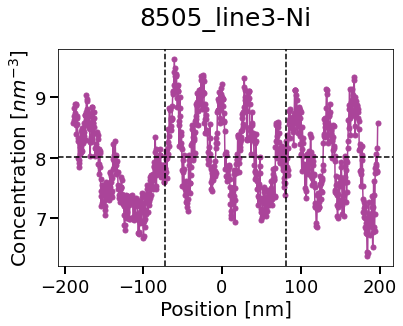 8505_line3-Ni
Concentration [nm⁻³]
9
8
7
−200 −100 0 100 200
Position [nm]